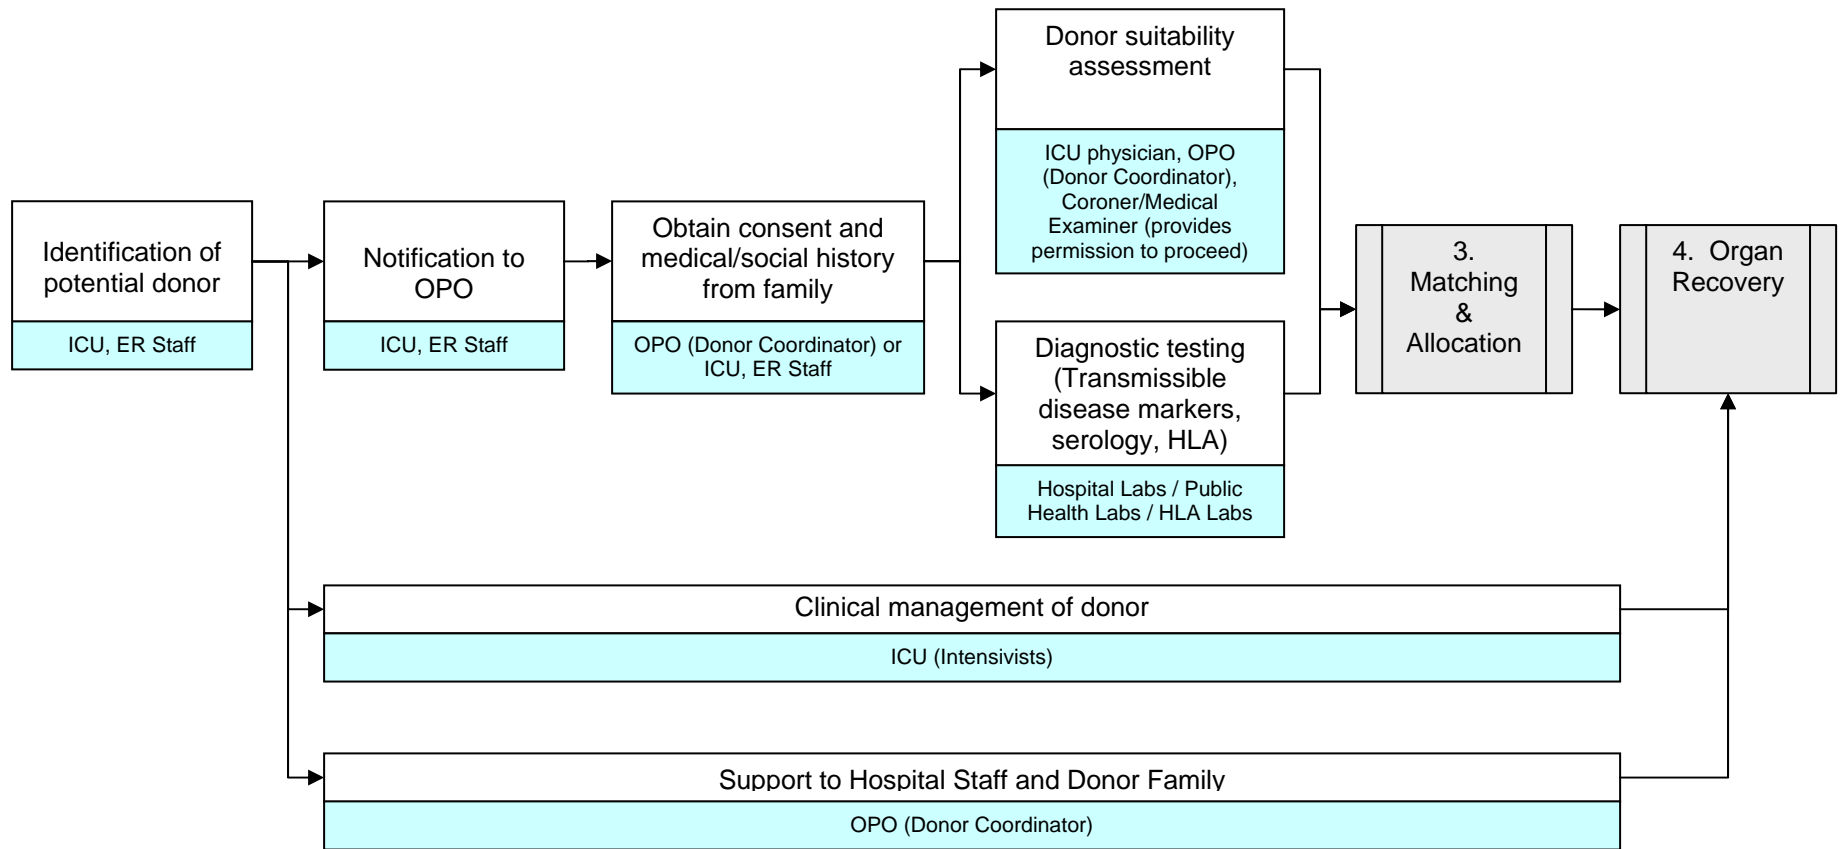 Identification of
potential donor
ICU, ER Staff
Notification to
OPO
ICU, ER Staff
Obtain consent and
medical/social history
from family
OPO (Donor Coordinator) or
ICU, ER Staff
Donor suitability
assessment
ICU physician, OPO
(Donor Coordinator),
Coroner/Medical
Examiner (provides
permission to proceed)
Diagnostic testing
(Transmissible
disease markers,
serology, HLA)
Hospital Labs / Public
Health Labs / HLA Labs
3.
Matching
&
Allocation
4. Organ
Recovery
Clinical management of donor
ICU (Intensivists)
Support to Hospital Staff and Donor Family
OPO (Donor Coordinator)